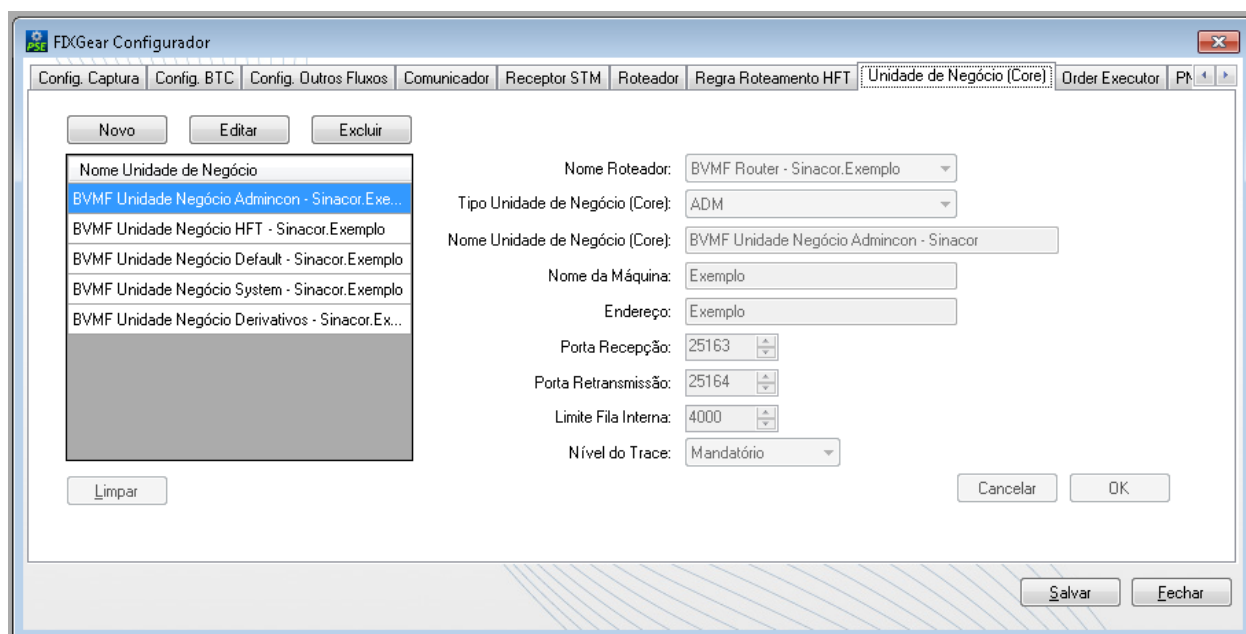 PSE FIXGear Configurador
Config. Captura Config. BTC Config. Outros Fluxos Comunicador Receptor STM Roteador Regra Roteamento HFT Unidade de Negócio (Core) Order Executor PN
Novo Editar Excluir
Nome Unidade de Negócio
BVMF Unidade Negócio Admincon - Sinacor.Exe...
BVMF Unidade Negócio HFT - Sinacor.Exemplo
BVMF Unidade Negócio Default - Sinacor.Exemplo
BVMF Unidade Negócio System - Sinacor.Exemplo
BVMF Unidade Negócio Derivativos - Sinacor.Ex...
Limpar
Nome Roteador: BVMF Router - Sinacor.Exemplo
Tipo Unidade de Negócio (Core): ADM
Nome Unidade de Negócio (Core): BVMF Unidade Negócio Admincon - Sinacor
Nome da Máquina: Exemplo
Endereço: Exemplo
Porta Recepção: 25163
Porta Retransmissão: 25164
Limite Fila Interna: 4000
Nível do Trace: Mandatório
Cancelar OK
Salvar Fechar